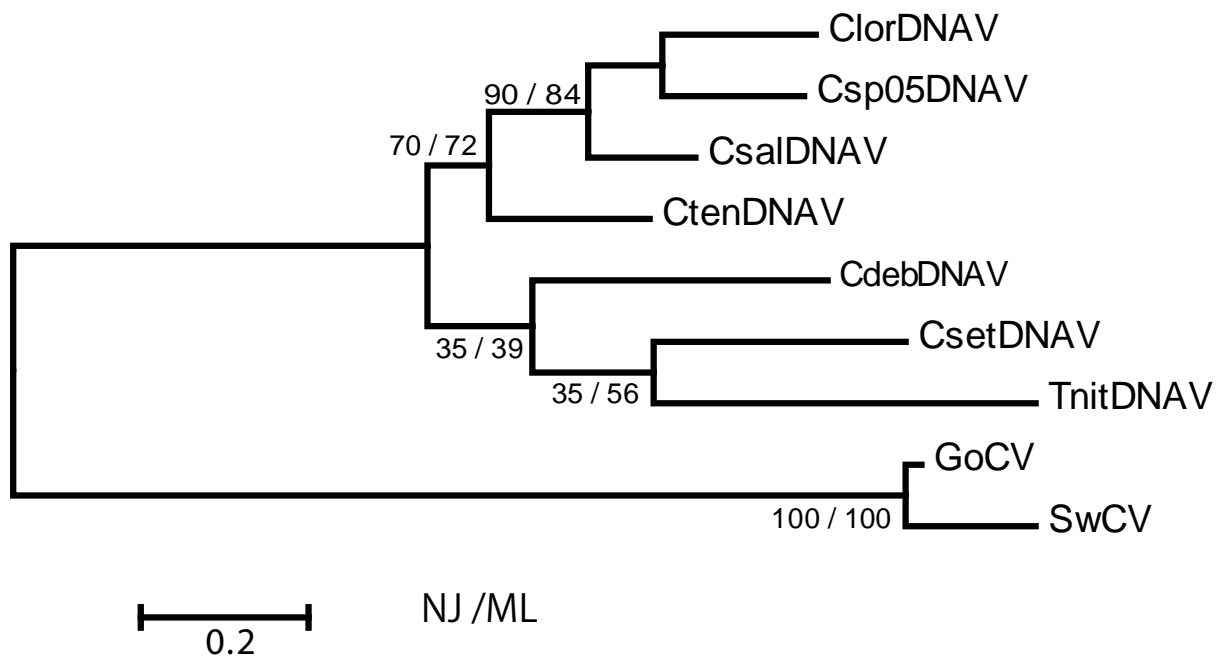 ClorDNAV
Csp05DNAV
90 / 84
CsalDNAV
70 / 72
CtenDNAV
CdebDNAV
CsetDNAV
35 / 39
35 / 56
TnitDNAV
GoCV
100 / 100
SwCV
NJ /ML
0.2